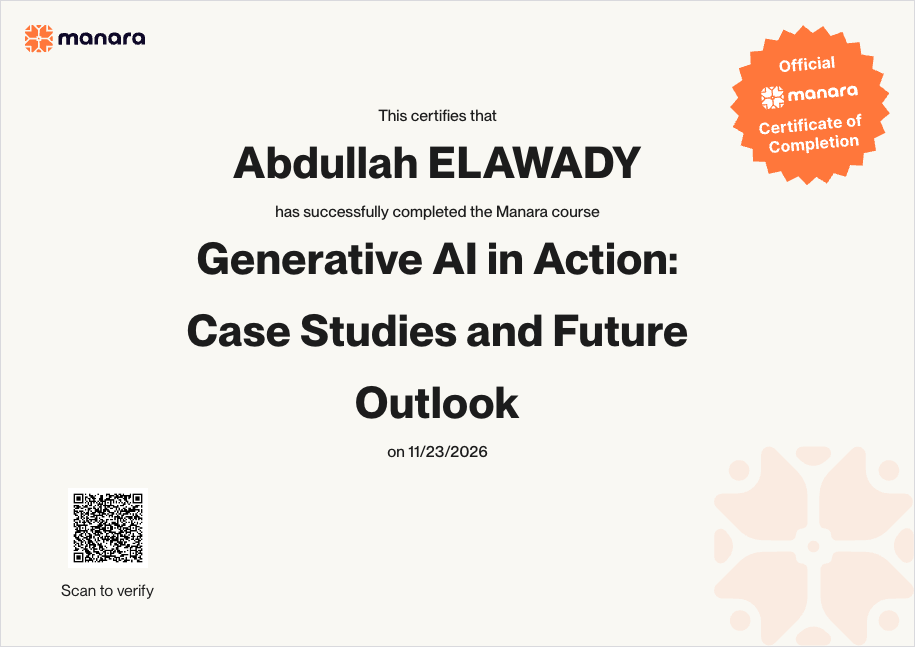 manara
Official
manara
Certificate of
Completion
This certifies that
Abdullah ELAWADY
has successfully completed the Manara course
Generative AI in Action:
Case Studies and Future
Outlook
on 11/23/2026
Scan to verify